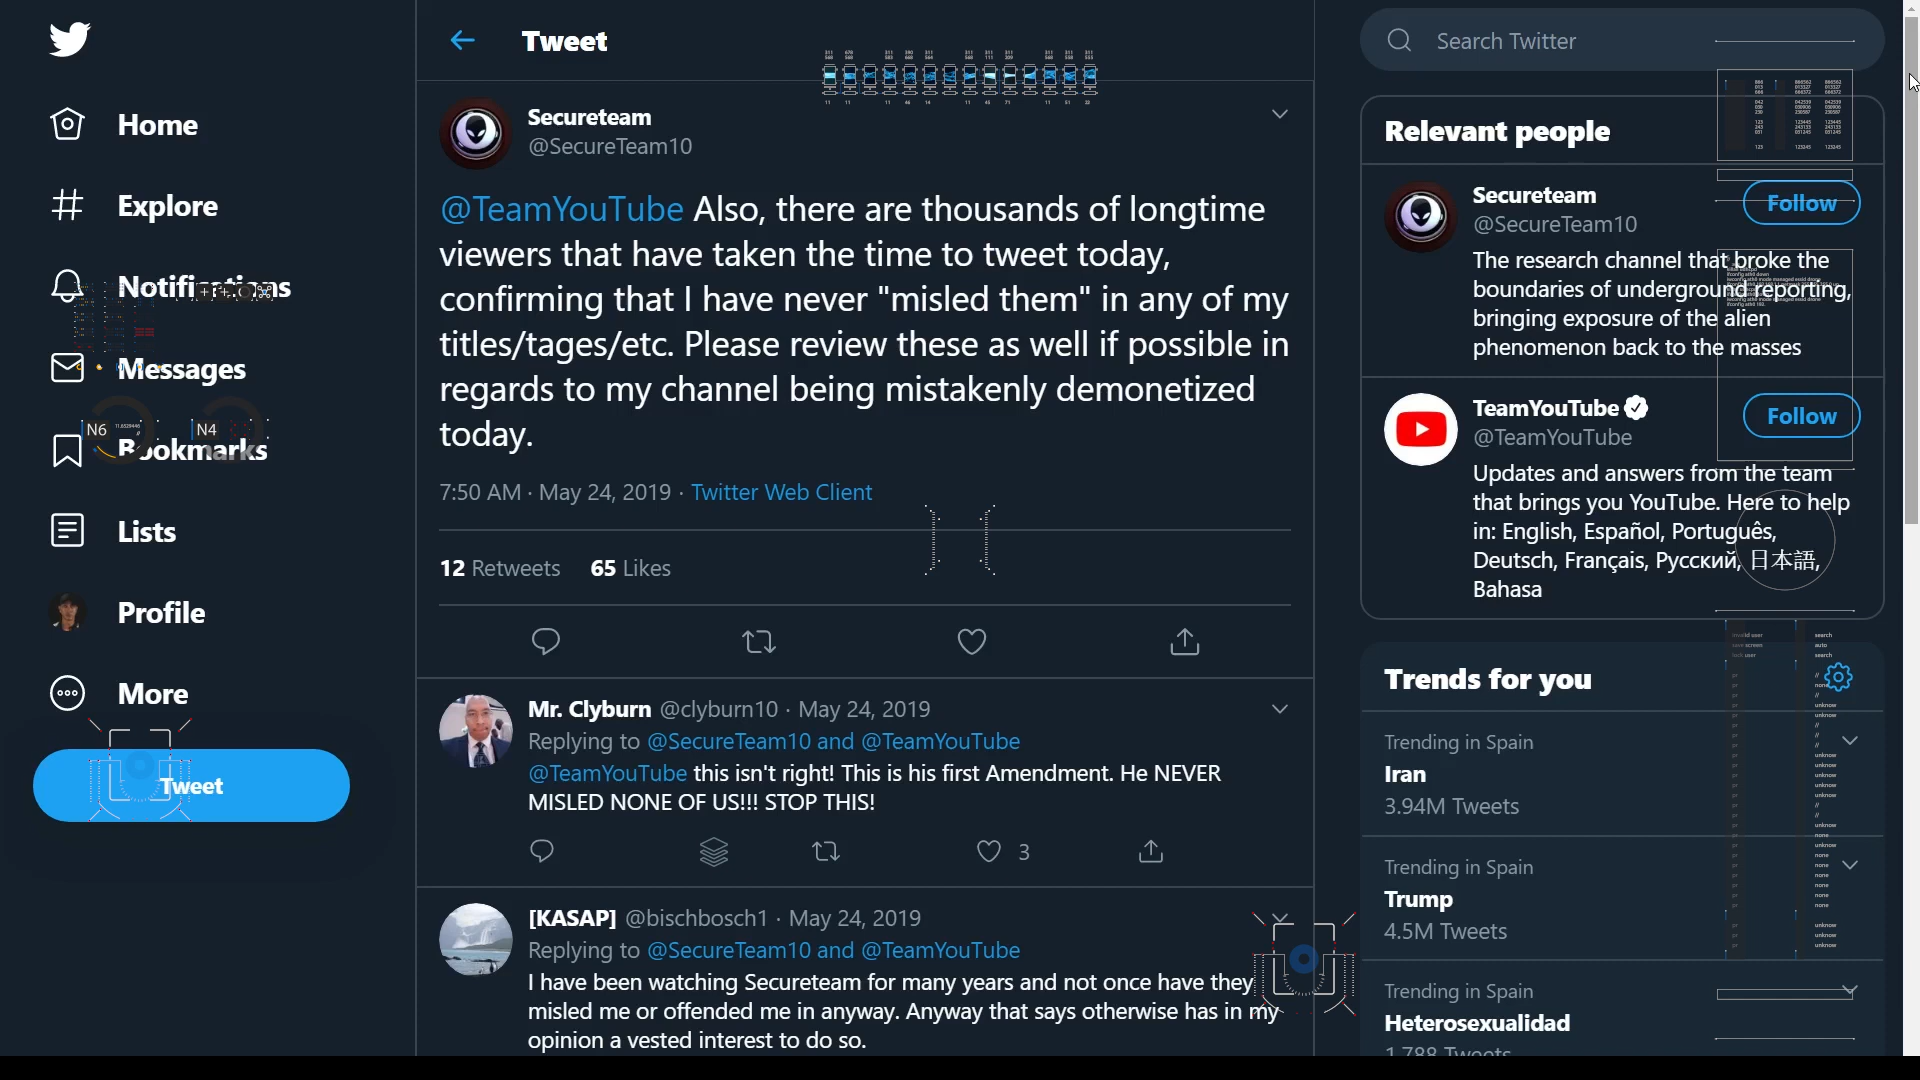 Tweet
Search Twitter
Home
Explore
Notifications
Messages
Bookmarks
Lists
Profile
More
Tweet
N6
N4
Secureteam
@SecureTeam10
@TeamYouTube Also, there are thousands of longtime
viewers that have taken the time to tweet today,
confirming that I have never "misled them" in any of my
titles/tages/etc. Please review these as well if possible in
regards to my channel being mistakenly demonetized
today.
7:50 AM · May 24, 2019 · Twitter Web Client
12 Retweets 65 Likes
Mr. Clyburn @clyburn10 · May 24, 2019
Replying to @SecureTeam10 and @TeamYouTube
@TeamYouTube this isn't right! This is his first Amendment. He NEVER
MISLED NONE OF US!!! STOP THIS!
3
[KASAP] @bischbosch1 · May 24, 2019
Replying to @SecureTeam10 and @TeamYouTube
I have been watching Secureteam for many years and not once have they
misled me or offended me in anyway. Anyway that says otherwise has in my
opinion a vested interest to do so.
Relevant people
Secureteam
@SecureTeam10
Follow
The research channel that broke the
boundaries of underground reporting,
bringing exposure of the alien
phenomenon back to the masses
TeamYouTube
@TeamYouTube
Follow
Updates and answers from the team
that brings you YouTube. Here to help
in: English, Español, Português,
Deutsch, Français, Русский, 日本語,
Bahasa
Trends for you
Trending in Spain
Iran
3.94M Tweets
Trending in Spain
Trump
4.5M Tweets
Trending in Spain
Heterosexualidad
1,788 Tweets